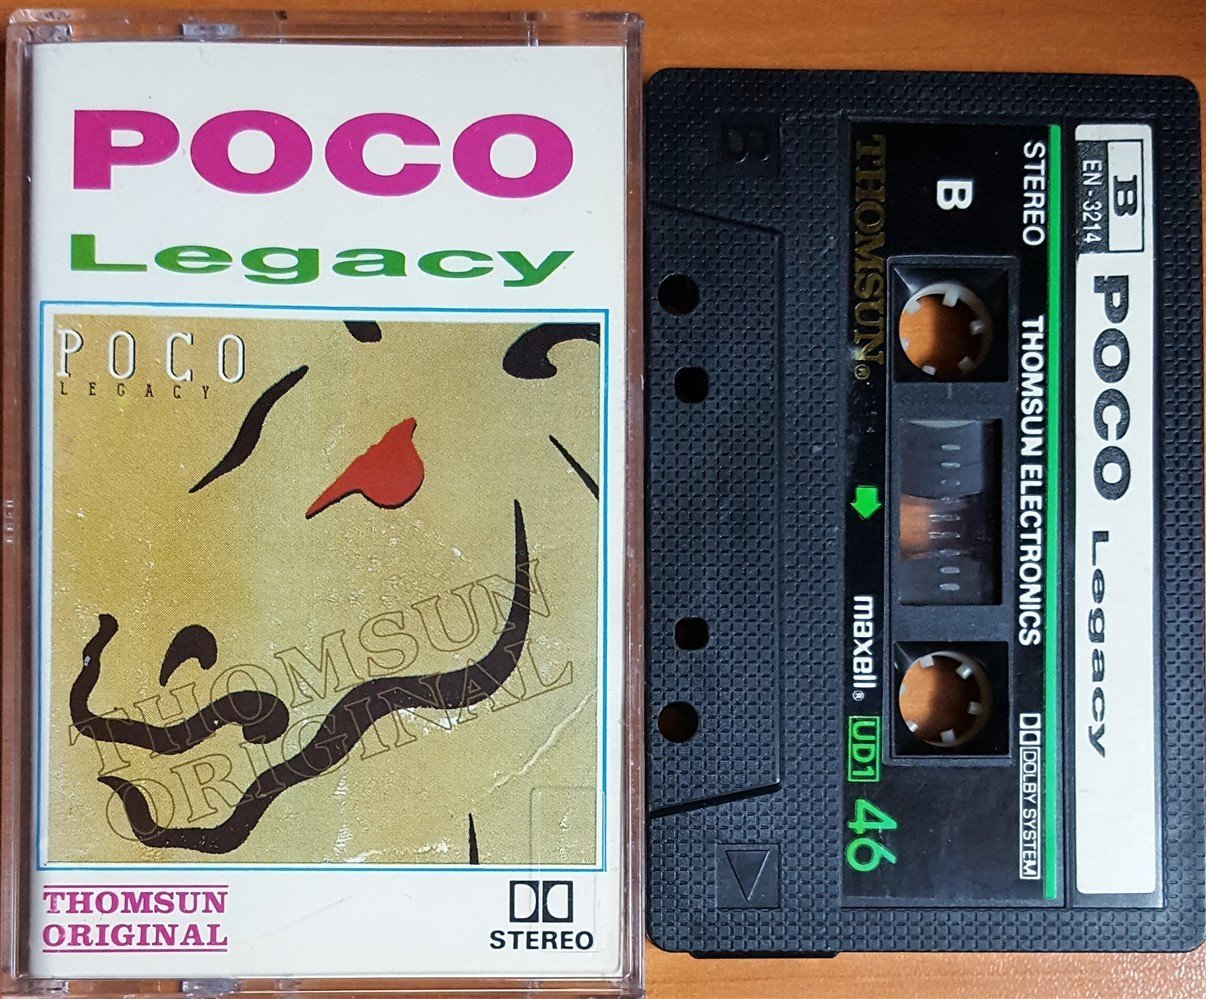 POCO
Legacy
POCO
LEGACY
THOMSUN
ORIGINAL
THOMSUN
ORIGINAL
STEREO
B
THOMSUN®
B
STEREO
THOMSUN ELECTRONICS
DOLBY SYSTEM
maxell®
UD1
46
B
EN-3214
POCO Legacy